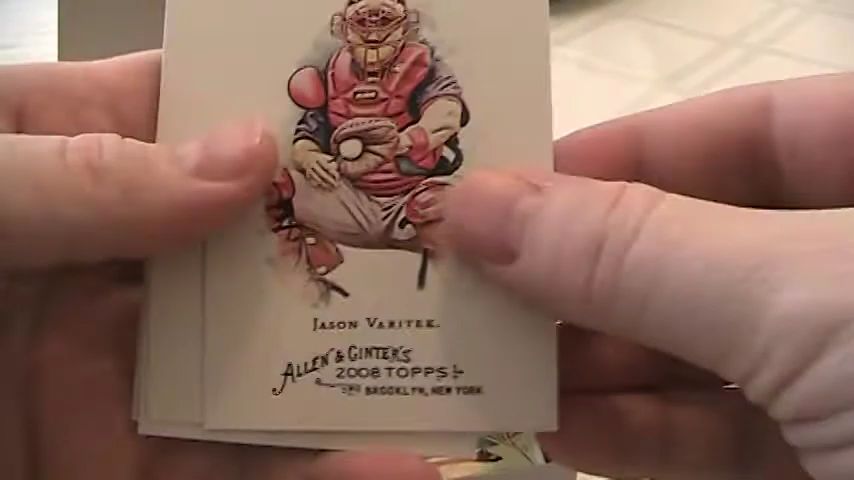 JASON VARITEK.
ALLEN & GINTER'S
2008 TOPPS
BROOKLYN, NEW YORK